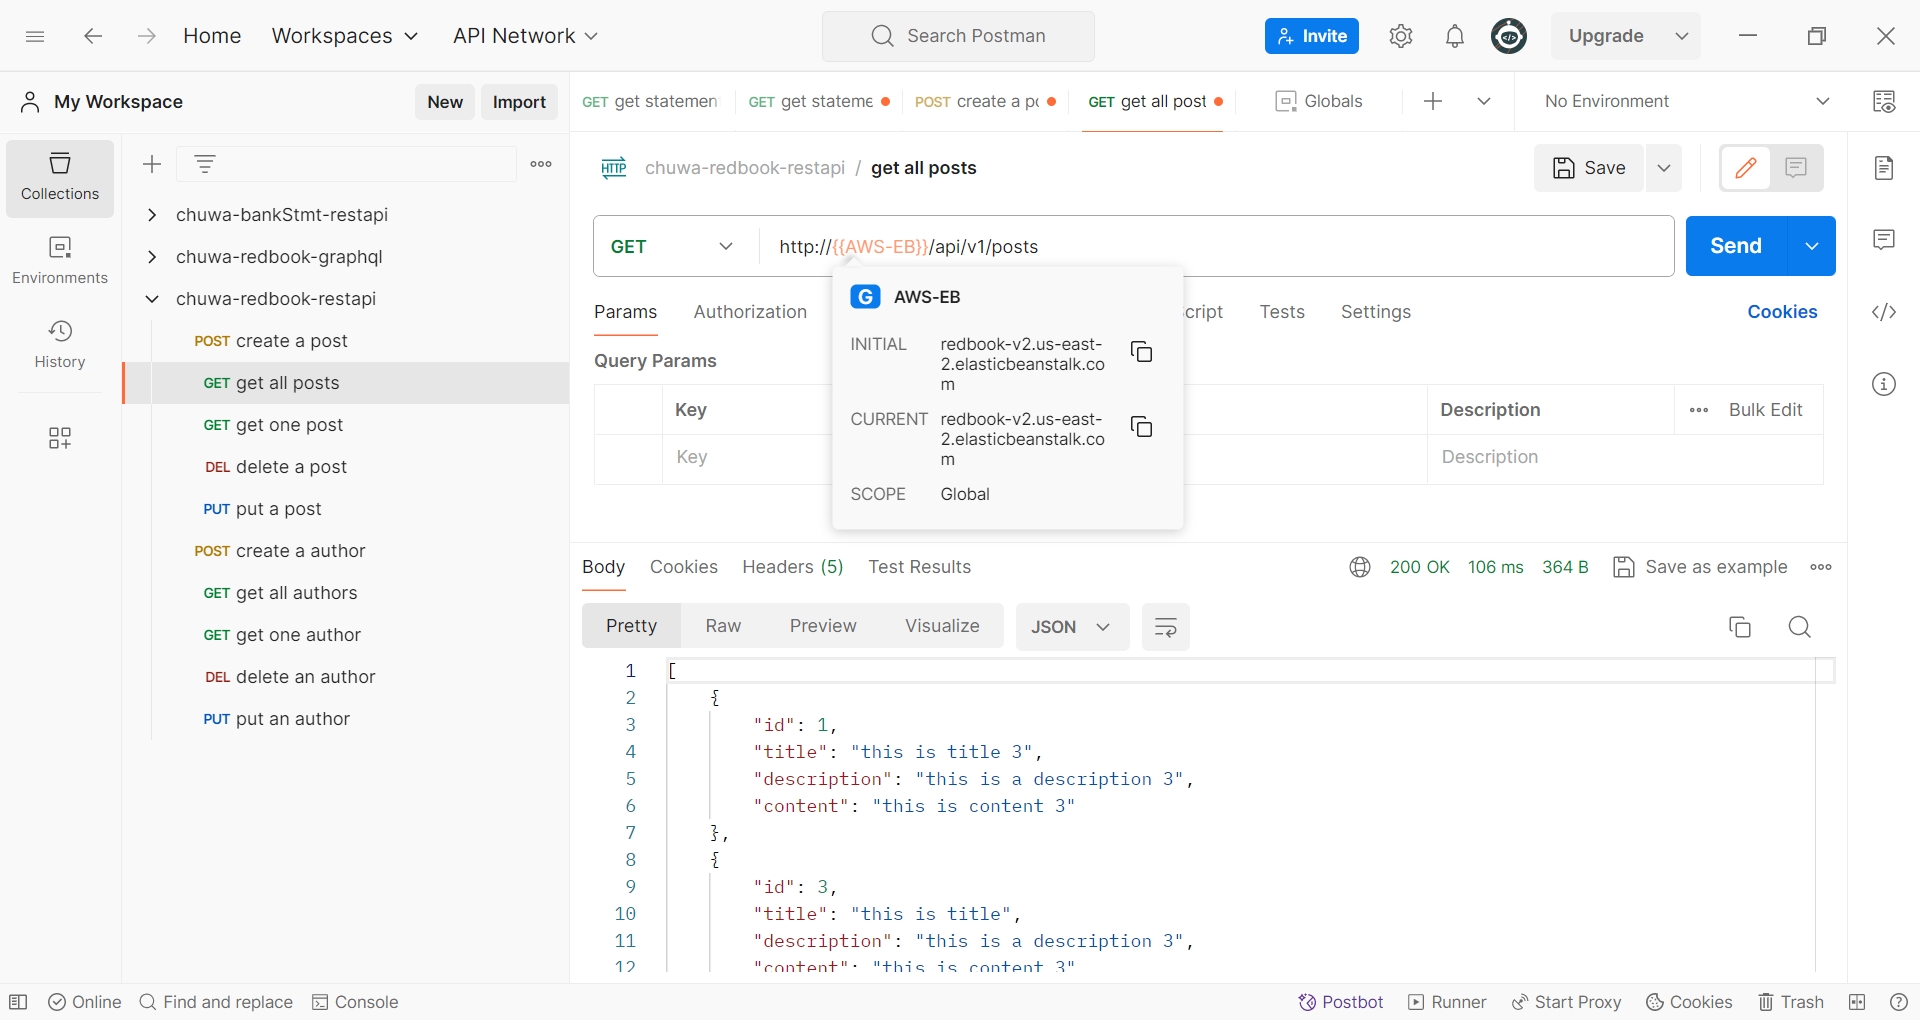 Home Workspaces API Network Search Postman Invite Upgrade
My Workspace New Import GET get statemen GET get stateme POST create a po GET get all post Globals No Environment
HTTP chuwa-redbook-restapi / get all posts Save
Collections
Environments
History
chuwa-bankStmt-restapi
chuwa-redbook-graphql
chuwa-redbook-restapi
POST create a post
GET get all posts
GET get one post
DEL delete a post
PUT put a post
POST create a author
GET get all authors
GET get one author
DEL delete an author
PUT put an author
GET http://{{AWS-EB}}/api/v1/posts Send
Params Authorization cript Tests Settings Cookies
G AWS-EB
INITIAL redbook-v2.us-east-
2.elasticbeanstalk.co
m
CURRENT redbook-v2.us-east-
2.elasticbeanstalk.co
m
SCOPE Global
Query Params
Key Description Bulk Edit
Key Description
Body Cookies Headers (5) Test Results 200 OK 106 ms 364 B Save as example
Pretty Raw Preview Visualize JSON
1 [
2 {
3 "id": 1,
4 "title": "this is title 3",
5 "description": "this is a description 3",
6 "content": "this is content 3"
7 },
8 {
9 "id": 3,
10 "title": "this is title",
11 "description": "this is a description 3",
12 "content": "this is content 3"
Online Find and replace Console Postbot Runner Start Proxy Cookies Trash